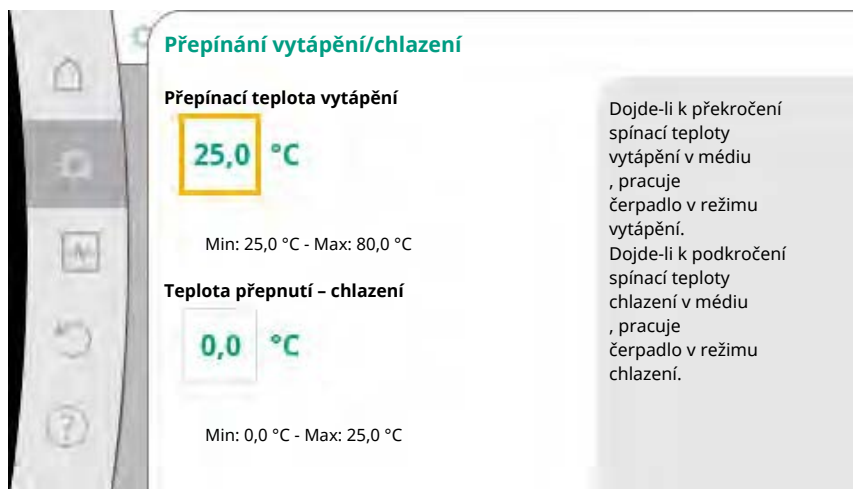 Přepínání vytápění/chlazení
Přepínací teplota vytápění
25,0 °C
Min: 25,0 °C - Max: 80,0 °C
Teplota přepnutí – chlazení
0,0 °C
Min: 0,0 °C - Max: 25,0 °C
Dojde-li k překročení
spínací teploty
vytápění v médiu
, pracuje
čerpadlo v režimu
vytápění.
Dojde-li k podkročení
spínací teploty
chlazení v médiu
, pracuje
čerpadlo v režimu
chlazení.